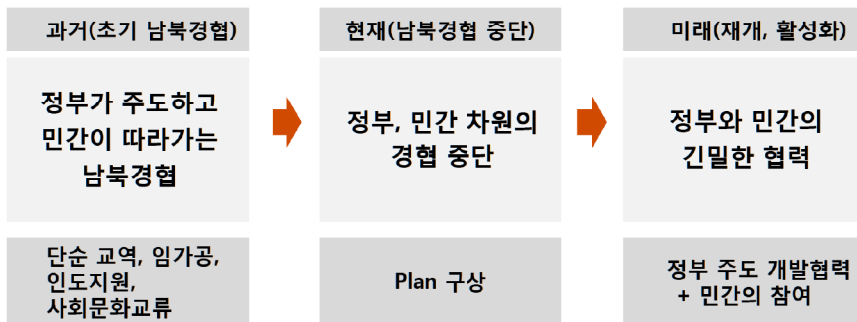 과거(초기 남북경협)
정부가 주도하고
민간이 따라가는
남북경협
단순 교역, 임가공,
인도지원,
사회문화교류
현재(남북경협 중단)
정부, 민간 차원의
경협 중단
Plan 구상
미래(재개, 활성화)
정부와 민간의
긴밀한 협력
정부 주도 개발협력
+ 민간의 참여